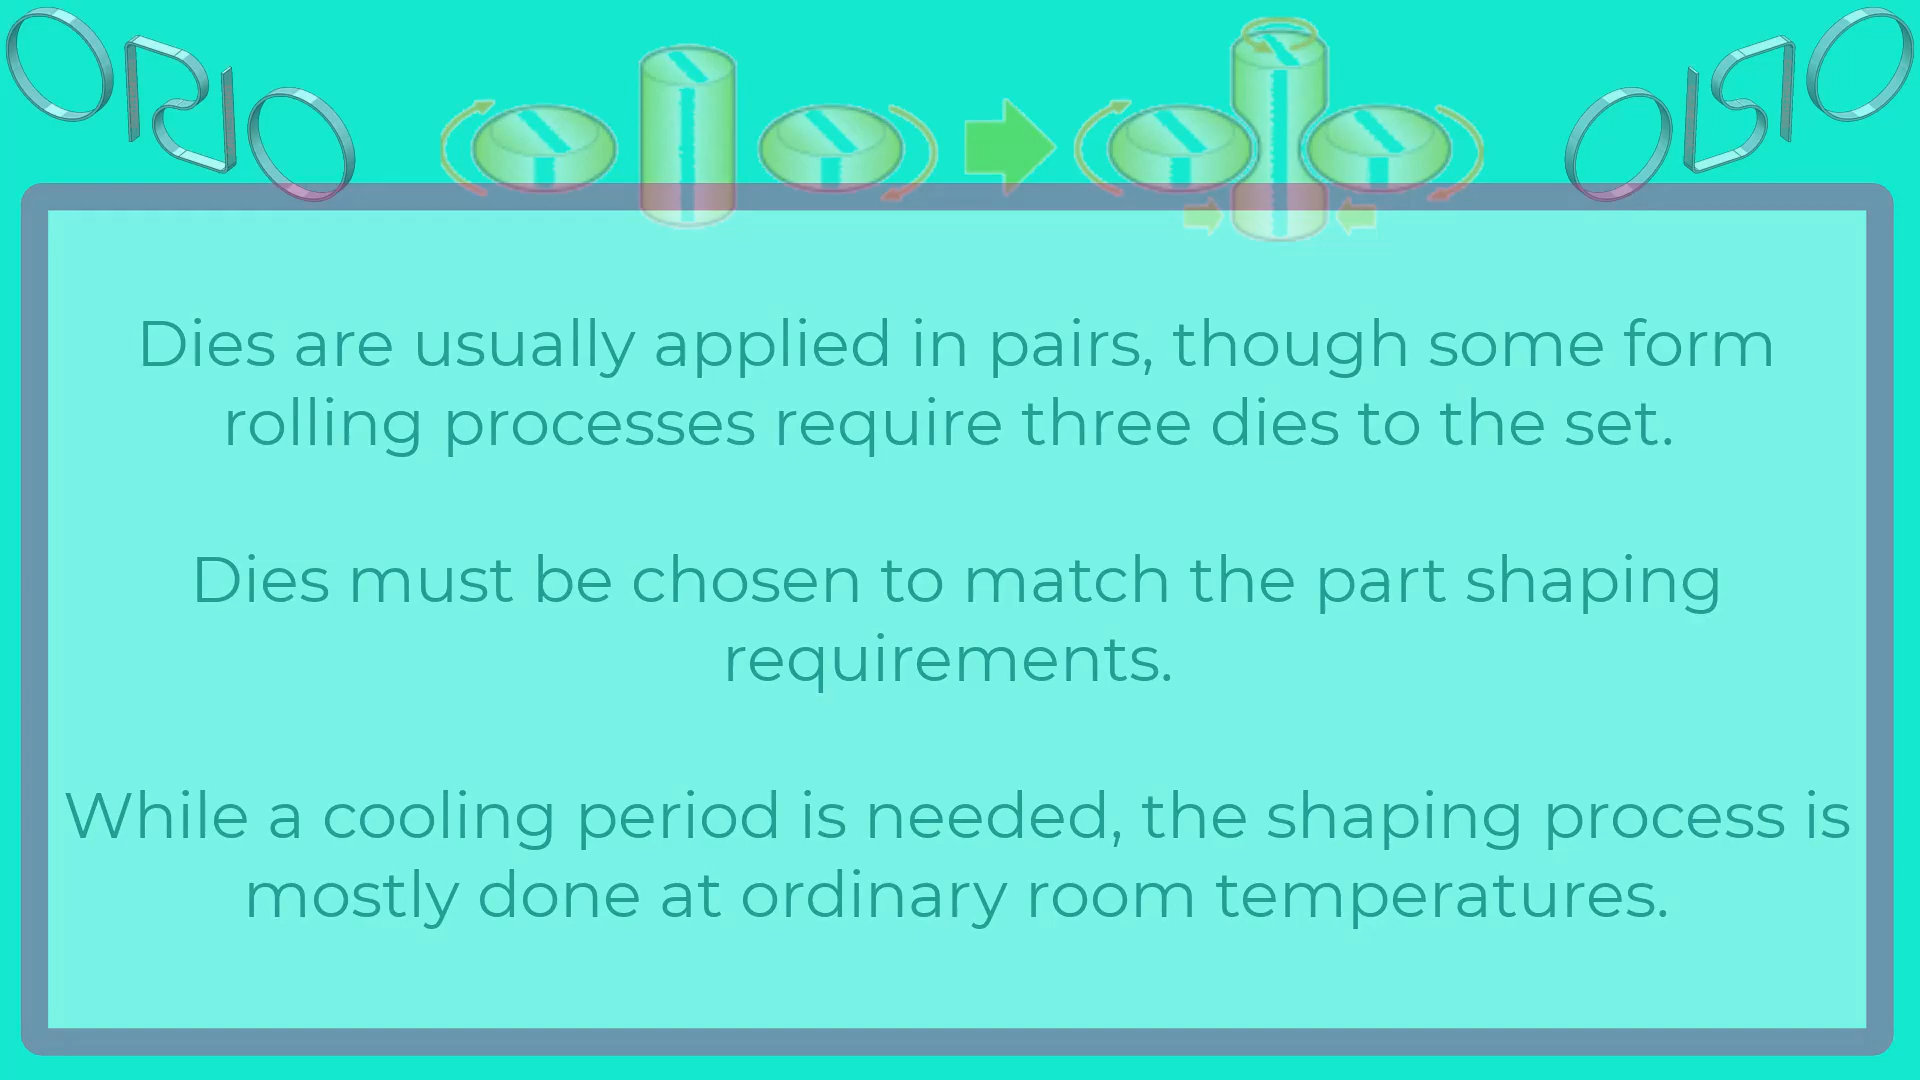 Dies are usually applied in pairs, though some form
rolling processes require three dies to the set.
Dies must be chosen to match the part shaping
requirements.
While a cooling period is needed, the shaping process is
mostly done at ordinary room temperatures.